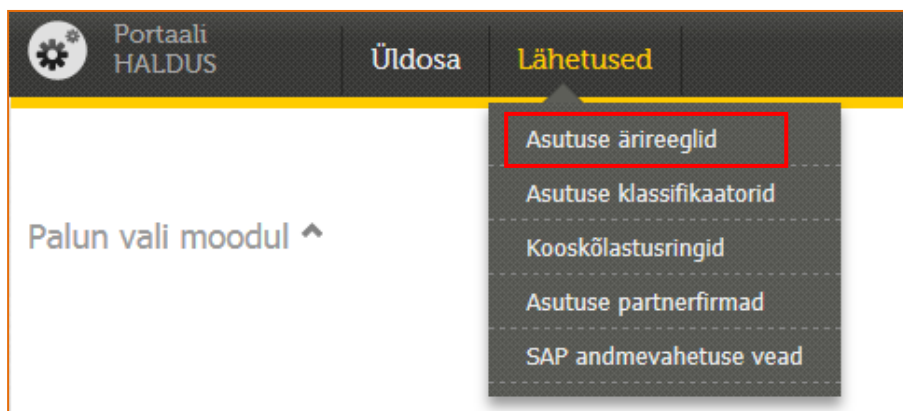 Portaali
HALDUS
Üldosa
Lähetused
Asutuse ärireeglid
Asutuse klassifikaatorid
Kooskõlastusringid
Asutuse partnerfirmad
SAP andmevahetuse vead
Palun vali moodul